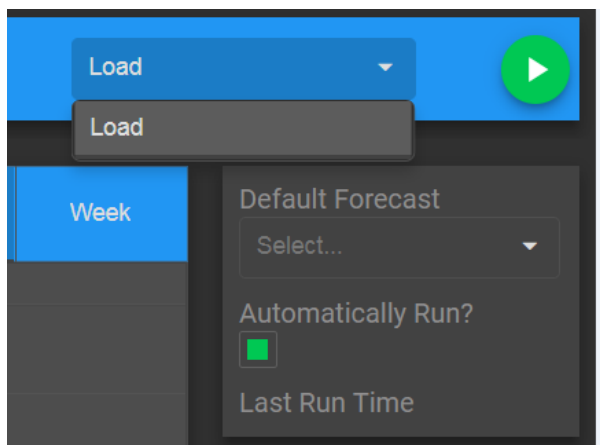 Load
Load
Week
Default Forecast
Select...
Automatically Run?
Last Run Time